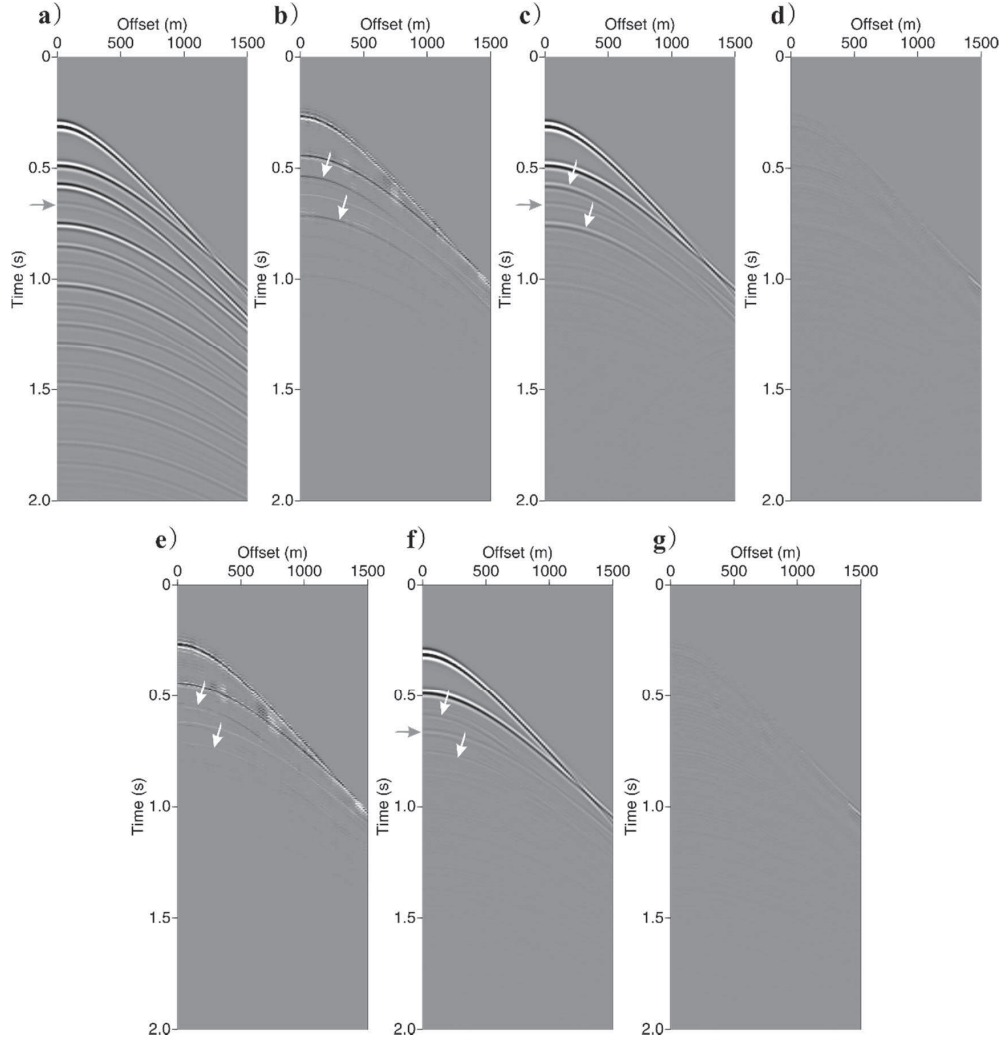 a) b) c) d)
Offset (m) Offset (m) Offset (m) Offset (m)
0 500 1000 1500 0 500 1000 1500 0 500 1000 1500 0 500 1000 1500
0 0 0 0
0.5 0.5 0.5 0.5
Time (s) Time (s) Time (s) Time (s)
1.0 1.0 1.0 1.0
1.5 1.5 1.5 1.5
2.0 2.0 2.0 2.0
e) f) g)
Offset (m) Offset (m) Offset (m)
0 500 1000 1500 0 500 1000 1500 0 500 1000 1500
0 0 0
0.5 0.5 0.5
Time (s) Time (s) Time (s)
1.0 1.0 1.0
1.5 1.5 1.5
2.0 2.0 2.0